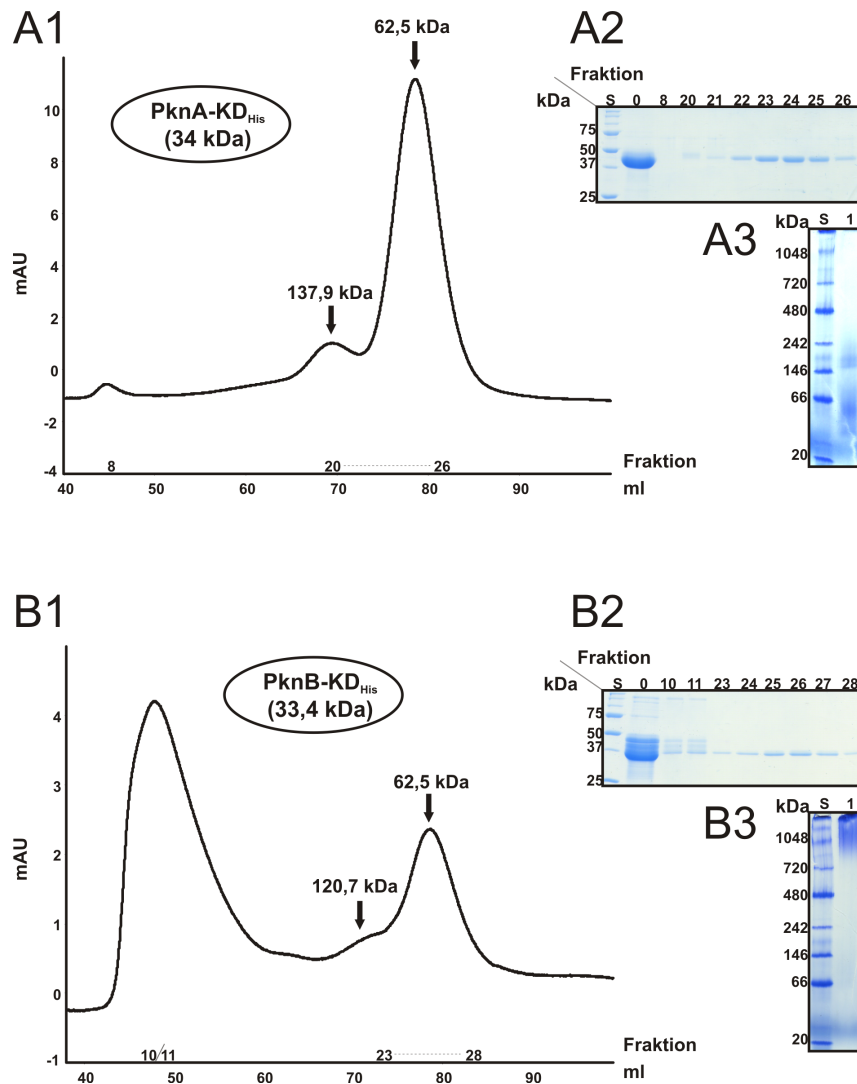 A1
62,5 kDa
PknA-KDHis
(34 kDa)
137,9 kDa
mAU
10
8
6
4
2
0
-2
-4
8
20
26
Fraktion
40
50
60
70
80
90
ml
A2
Fraktion
kDa
S 0 8 20 21 22 23 24 25 26
75
50
37
25
A3
kDa S 1
1048
720
480
242
146
66
20
B1
PknB-KDHis
(33,4 kDa)
62,5 kDa
120,7 kDa
mAU
4
3
2
1
0
-1
10/11
23
28
Fraktion
40
50
60
70
80
90
ml
B2
Fraktion
kDa
S 0 10 11 23 24 25 26 27 28
75
50
37
25
B3
kDa S 1
1048
720
480
242
146
66
20